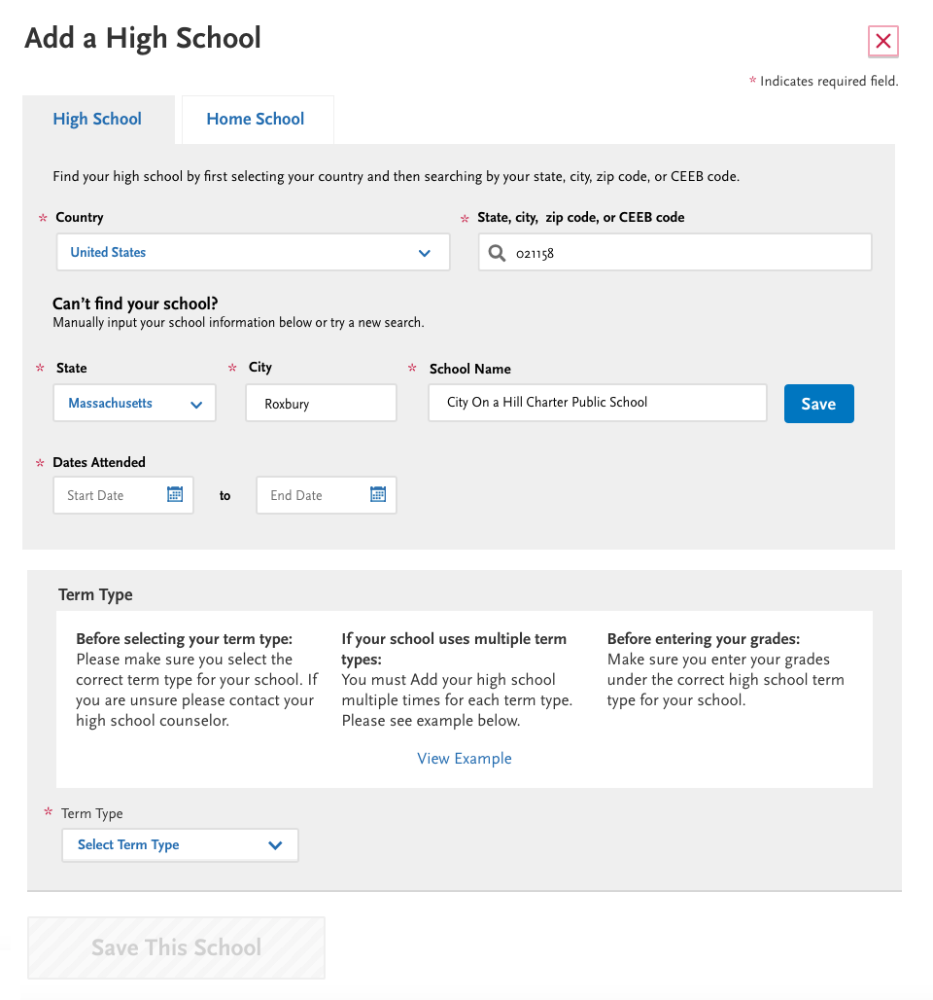 Add a High School
* Indicates required field.
High School
Home School
Find your high school by first selecting your country and then searching by your state, city, zip code, or CEEB code.
* Country
* State, city, zip code, or CEEB code
United States
021158
Can't find your school?
Manually input your school information below or try a new search.
* State
* City
* School Name
Massachusetts
Roxbury
City On a Hill Charter Public School
Save
* Dates Attended
Start Date
to
End Date
Term Type
Before selecting your term type:
Please make sure you select the
correct term type for your school. If
you are unsure please contact your
high school counselor.
If your school uses multiple term
types:
You must Add your high school
multiple times for each term type.
Please see example below.
Before entering your grades:
Make sure you enter your grades
under the correct high school term
type for your school.
View Example
* Term Type
Select Term Type
Save This School